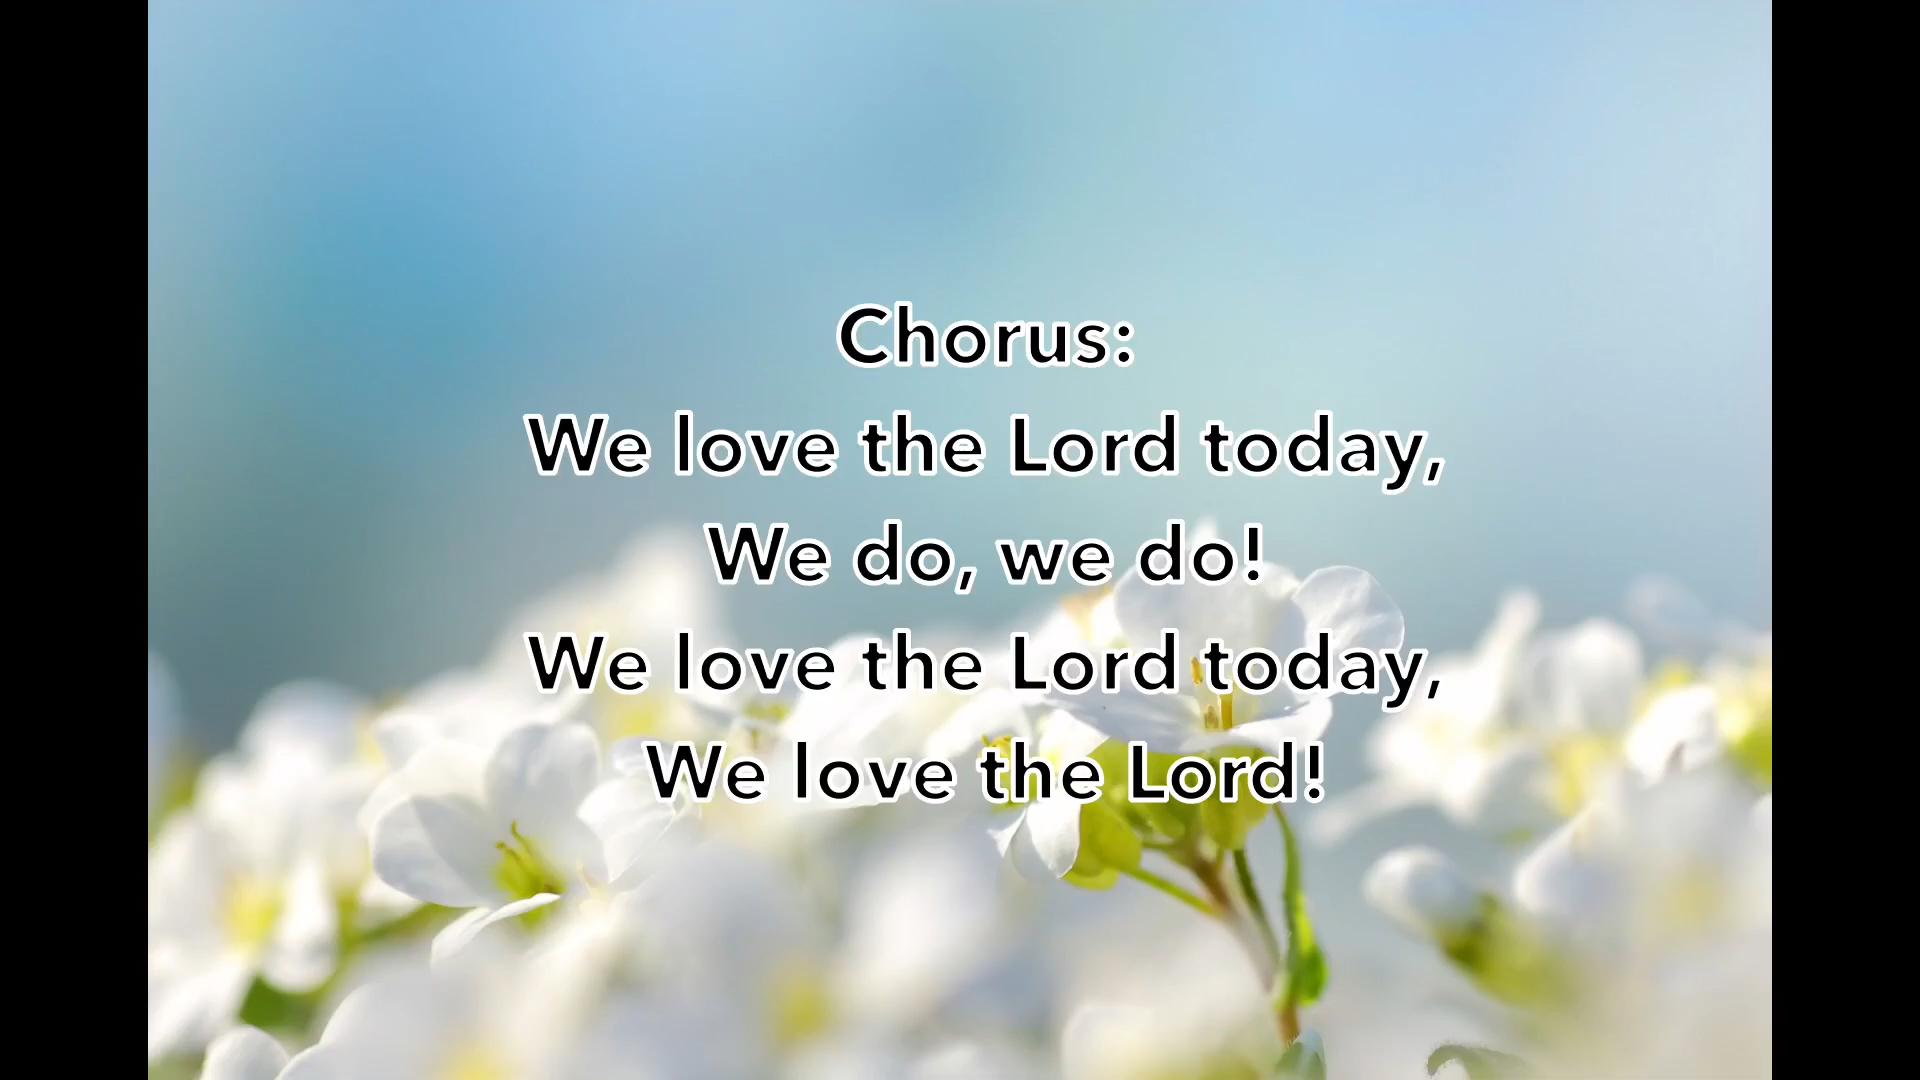 Chorus:
We love the Lord today,
We do, we do!
We love the Lord today,
We love the Lord!